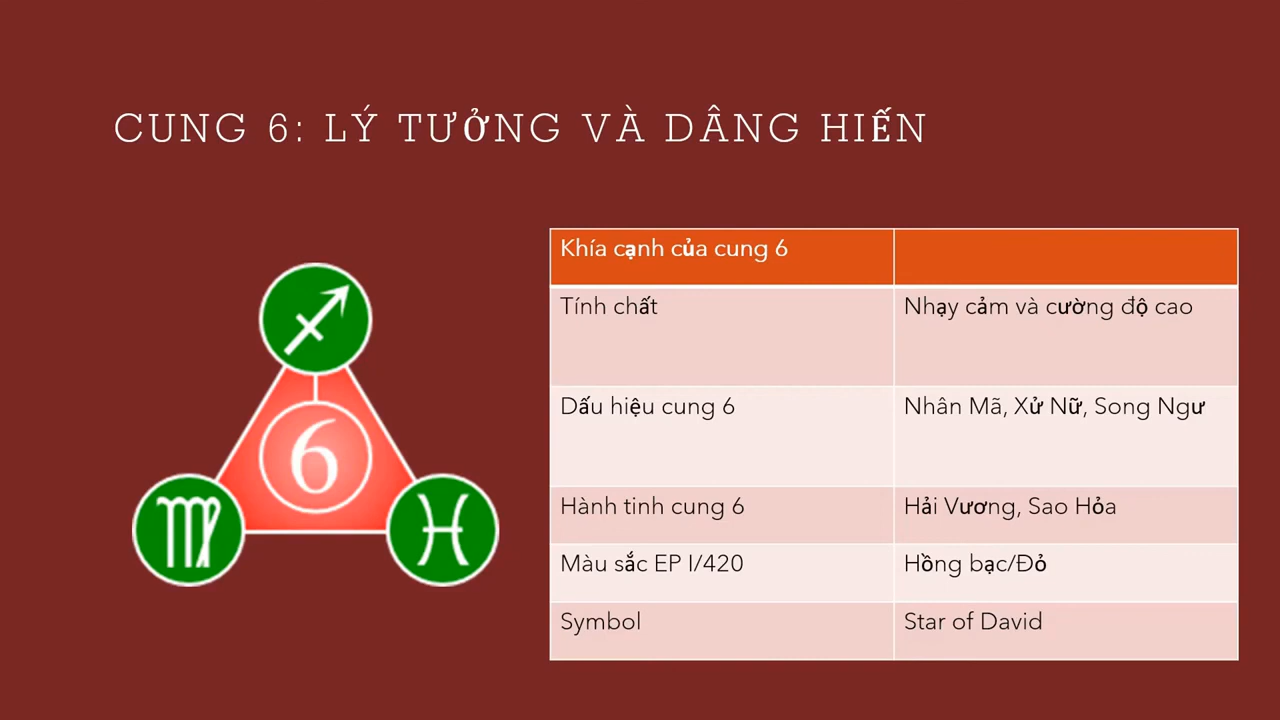 CUNG 6: LÝ TƯỞNG VÀ DÂNG HIẾN
Khía cạnh của cung 6
Tính chất
Nhạy cảm và cường độ cao
Dấu hiệu cung 6
Nhân Mã, Xử Nữ, Song Ngư
Hành tinh cung 6
Hải Vương, Sao Hỏa
Màu sắc EP I/420
Hồng bạc/Đỏ
Symbol
Star of David
♐
6
♍
♓